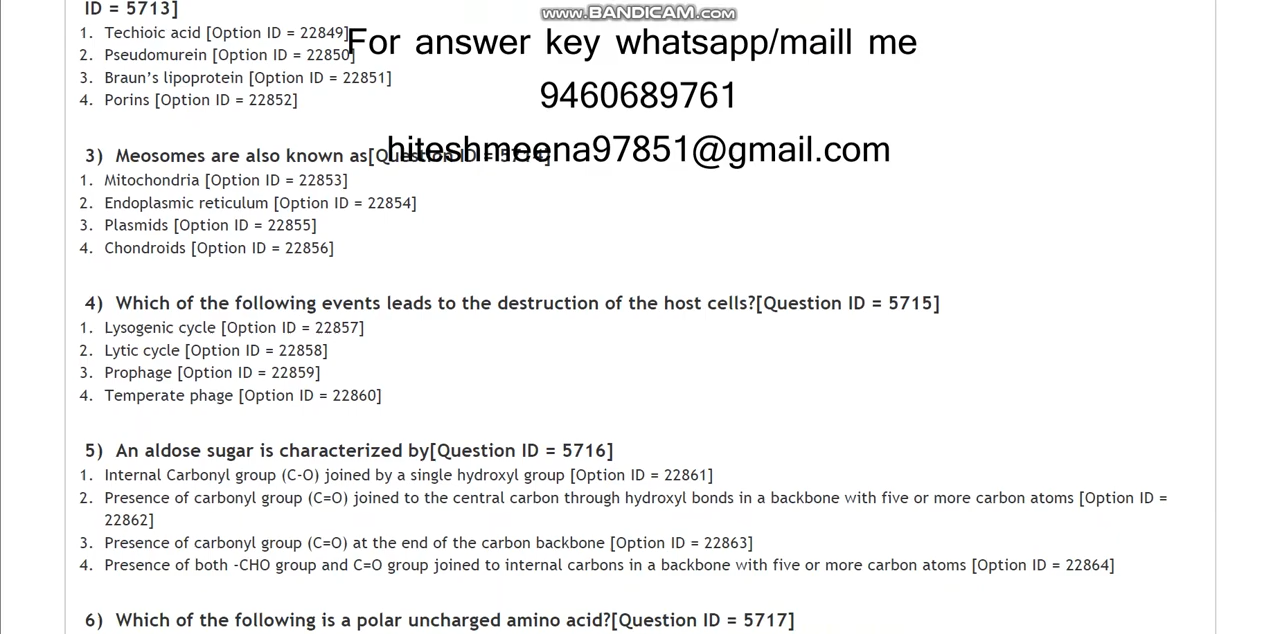 www.BANDICAM.com
ID = 5713]
1. Techioic acid [Option ID = 22849]
For answer key whatsapp/maill me
2. Pseudomurein [Option ID = 22850]
3. Braun’s lipoprotein [Option ID = 22851]
9460689761
4. Porins [Option ID = 22852]
hiteshmeena97851@gmail.com
3) Meosomes are also known as[Question ID = 5714]
1. Mitochondria [Option ID = 22853]
2. Endoplasmic reticulum [Option ID = 22854]
3. Plasmids [Option ID = 22855]
4. Chondroids [Option ID = 22856]
4) Which of the following events leads to the destruction of the host cells?[Question ID = 5715]
1. Lysogenic cycle [Option ID = 22857]
2. Lytic cycle [Option ID = 22858]
3. Prophage [Option ID = 22859]
4. Temperate phage [Option ID = 22860]
5) An aldose sugar is characterized by[Question ID = 5716]
1. Internal Carbonyl group (C-O) joined by a single hydroxyl group [Option ID = 22861]
2. Presence of carbonyl group (C=O) joined to the central carbon through hydroxyl bonds in a backbone with five or more carbon atoms [Option ID =
22862]
3. Presence of carbonyl group (C=O) at the end of the carbon backbone [Option ID = 22863]
4. Presence of both -CHO group and C=O group joined to internal carbons in a backbone with five or more carbon atoms [Option ID = 22864]
6) Which of the following is a polar uncharged amino acid?[Question ID = 5717]